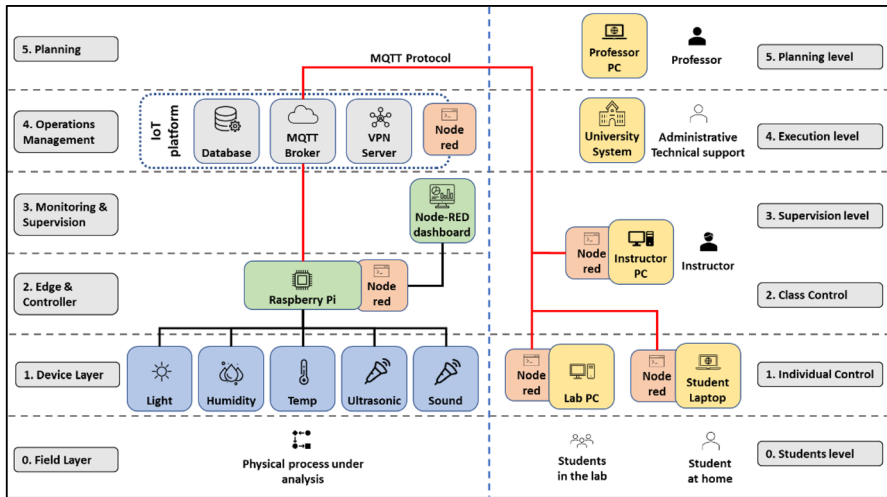 5. Planning
MQTT Protocol
Professor
PC
Professor
5. Planning level
4. Operations
Management
IoT
platform
Database
MQTT
Broker
VPN
Server
Node
red
University
System
Administrative
Technical support
4. Execution level
3. Monitoring &
Supervision
Node-RED
dashboard
Node
red
Instructor
PC
Instructor
3. Supervision level
2. Edge &
Controller
Raspberry Pi
Node
red
2. Class Control
1. Device Layer
Light
Humidity
Temp
Ultrasonic
Sound
Node
red
Lab PC
Node
red
Student
Laptop
1. Individual Control
0. Field Layer
Physical process under
analysis
Students
in the lab
Student
at home
0. Students level